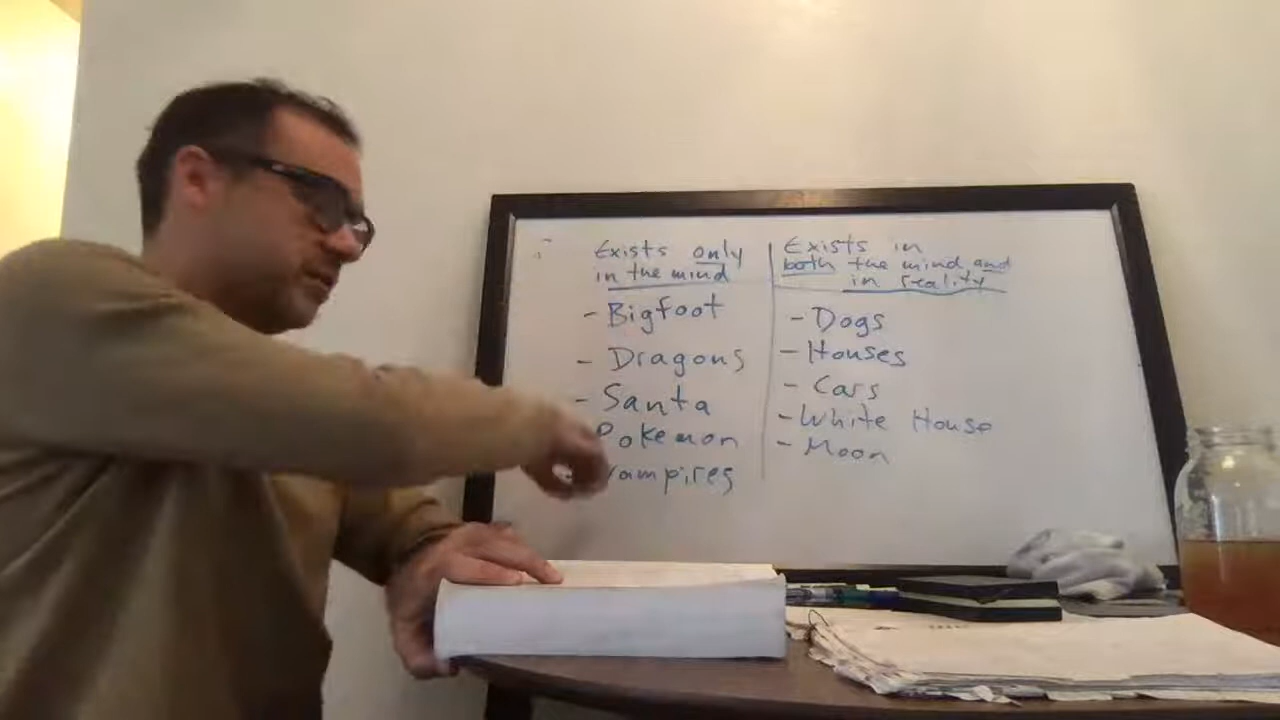 Exists only
in the mind
- Bigfoot
- Dragons
- Santa
Pokemon
Vampires
Exists in
both the mind and
in reality
- Dogs
- Houses
- Cars
- White House
- Moon